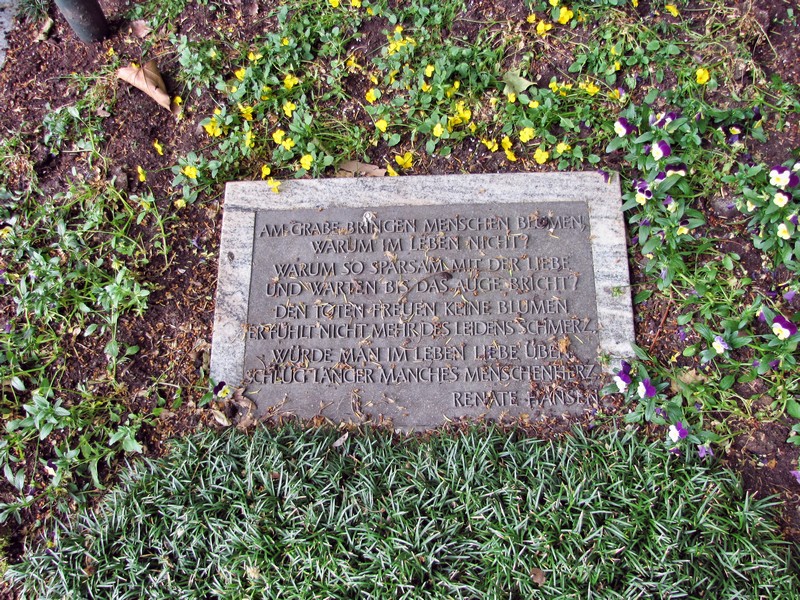 AM GRABE BRINGEN MENSCHEN BLUMEN,
WARUM IM LEBEN NICHT?
WARUM SO SPARSAM MIT DER LIEBE
UND WARTEN BIS DAS AUGE BRICHT?
DEN TOTEN FREUEN KEINE BLUMEN
ER FÜHLT NICHT MEHR DES LEIDENS SCHMERZ.
WÜRDE MAN IM LEBEN LIEBE ÜBEN
SCHLÜG LÄNGER MANCHES MENSCHENHERZ.
RENATE HANSEN